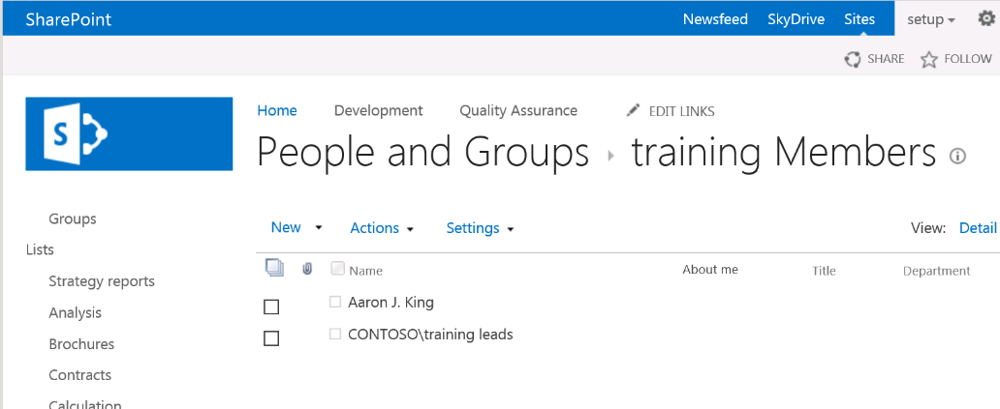 SharePoint Newsfeed SkyDrive Sites setup
SHARE FOLLOW
S
Home Development Quality Assurance EDIT LINKS
People and Groups training Members
Groups
Lists
Strategy reports
Analysis
Brochures
Contracts
Calculation
New Actions Settings View: Detail
Name About me Title Department
Aaron J. King
CONTOSO\training leads